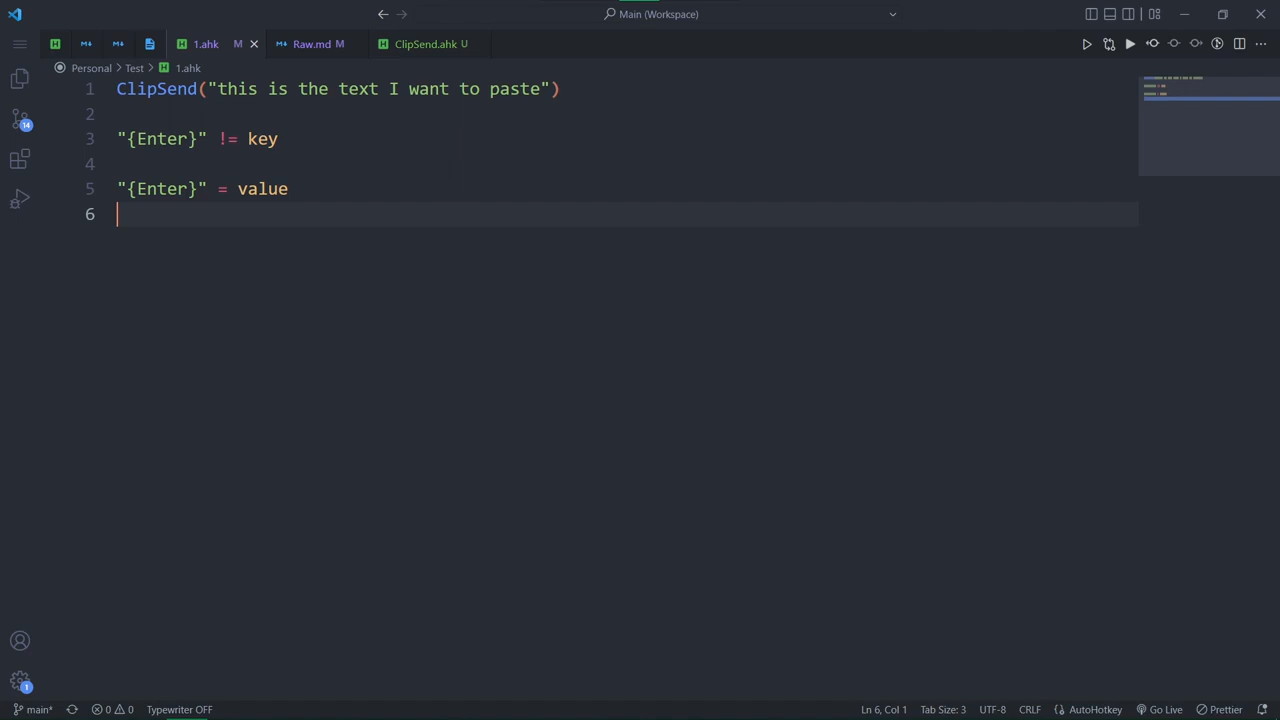 Main (Workspace)
1.ahk M
Raw.md M
ClipSend.ahk U
Personal > Test > 1.ahk
1 ClipSend("this is the text I want to paste")
2
3 "{Enter}" != key
4
5 "{Enter}" = value
6
14
1
main*
0 0
Typewriter OFF
Ln 6, Col 1
Tab Size: 3
UTF-8
CRLF
{} AutoHotkey
Go Live
Prettier